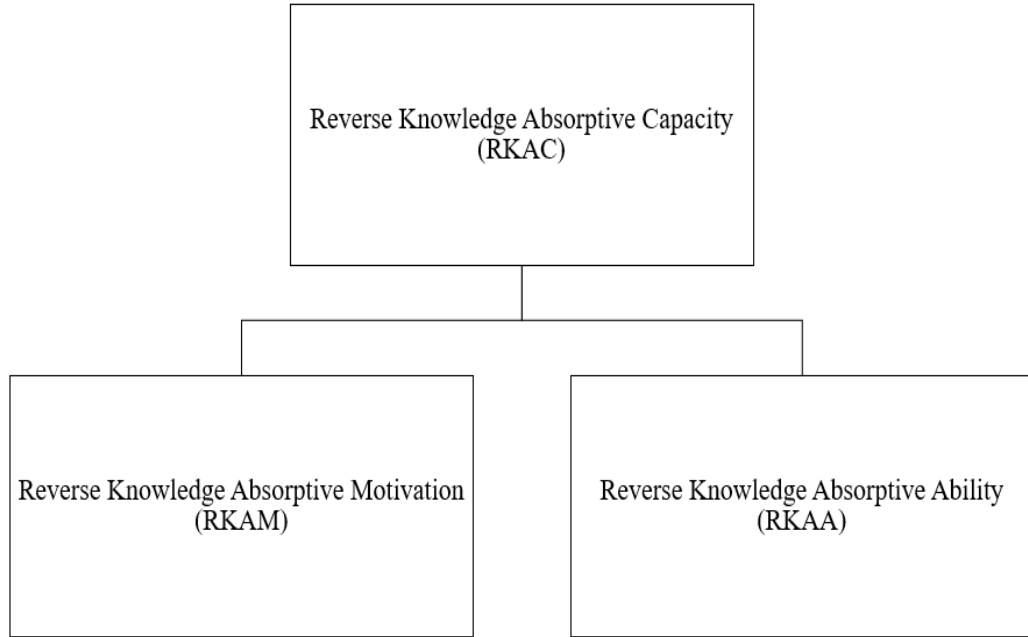 Reverse Knowledge Absorptive Capacity
(RKAC)
Reverse Knowledge Absorptive Motivation
(RKAM)
Reverse Knowledge Absorptive Ability
(RKAA)